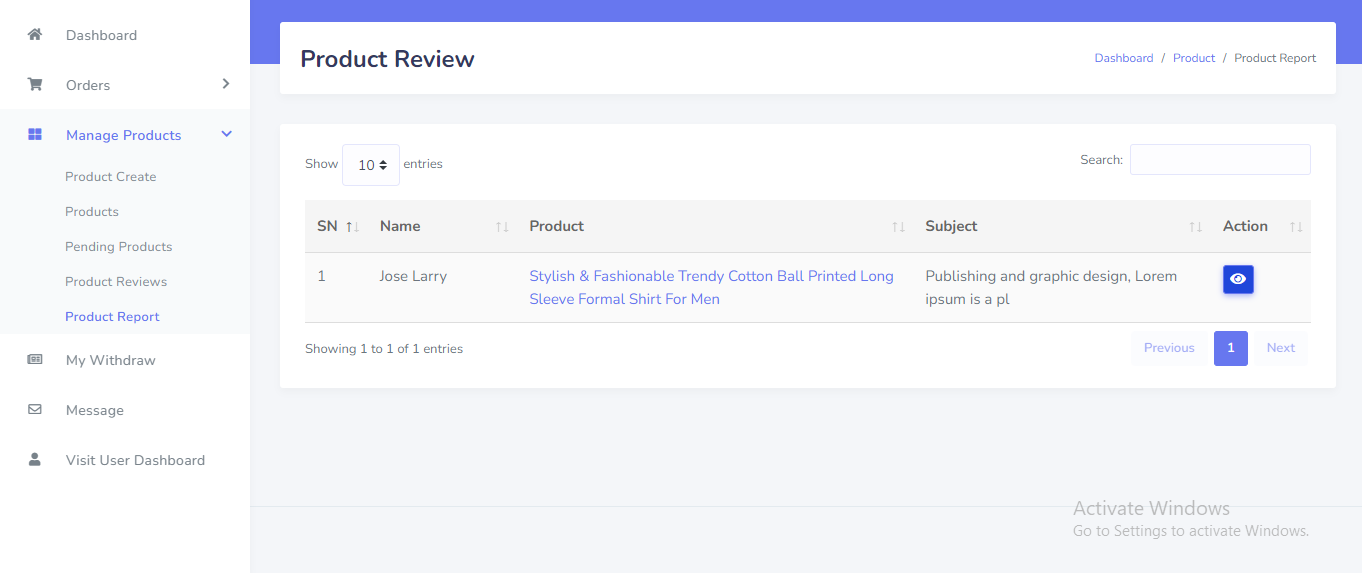 Dashboard
Orders
Manage Products
Product Create
Products
Pending Products
Product Reviews
Product Report
My Withdraw
Message
Visit User Dashboard
Product Review
Dashboard / Product / Product Report
Show 10 entries
Search:
SN Name Product Subject Action
1 Jose Larry Stylish & Fashionable Trendy Cotton Ball Printed Long Publishing and graphic design, Lorem
Sleeve Formal Shirt For Men ipsum is a pl
Showing 1 to 1 of 1 entries
Previous 1 Next
Activate Windows
Go to Settings to activate Windows.